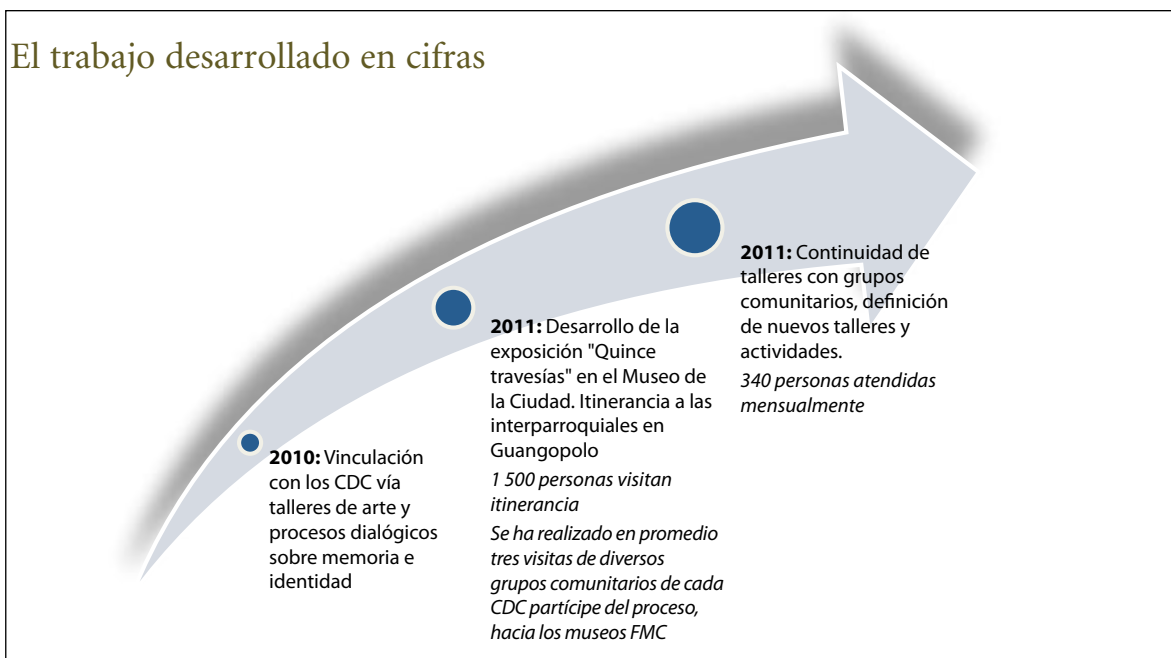 El trabajo desarrollado en cifras
2010: Vinculación
con los CDC vía
talleres de arte y
procesos dialógicos
sobre memoria e
identidad
2011: Desarrollo de la
exposición "Quince
travesías" en el Museo de
la Ciudad. Itinerancia a las
interparroquiales en
Guangopolo
1 500 personas visitan
itinerancia
Se ha realizado en promedio
tres visitas de diversos
grupos comunitarios de cada
CDC partícipe del proceso,
hacia los museos FMC
2011: Continuidad de
talleres con grupos
comunitarios, definición
de nuevos talleres y
actividades.
340 personas atendidas
mensualmente